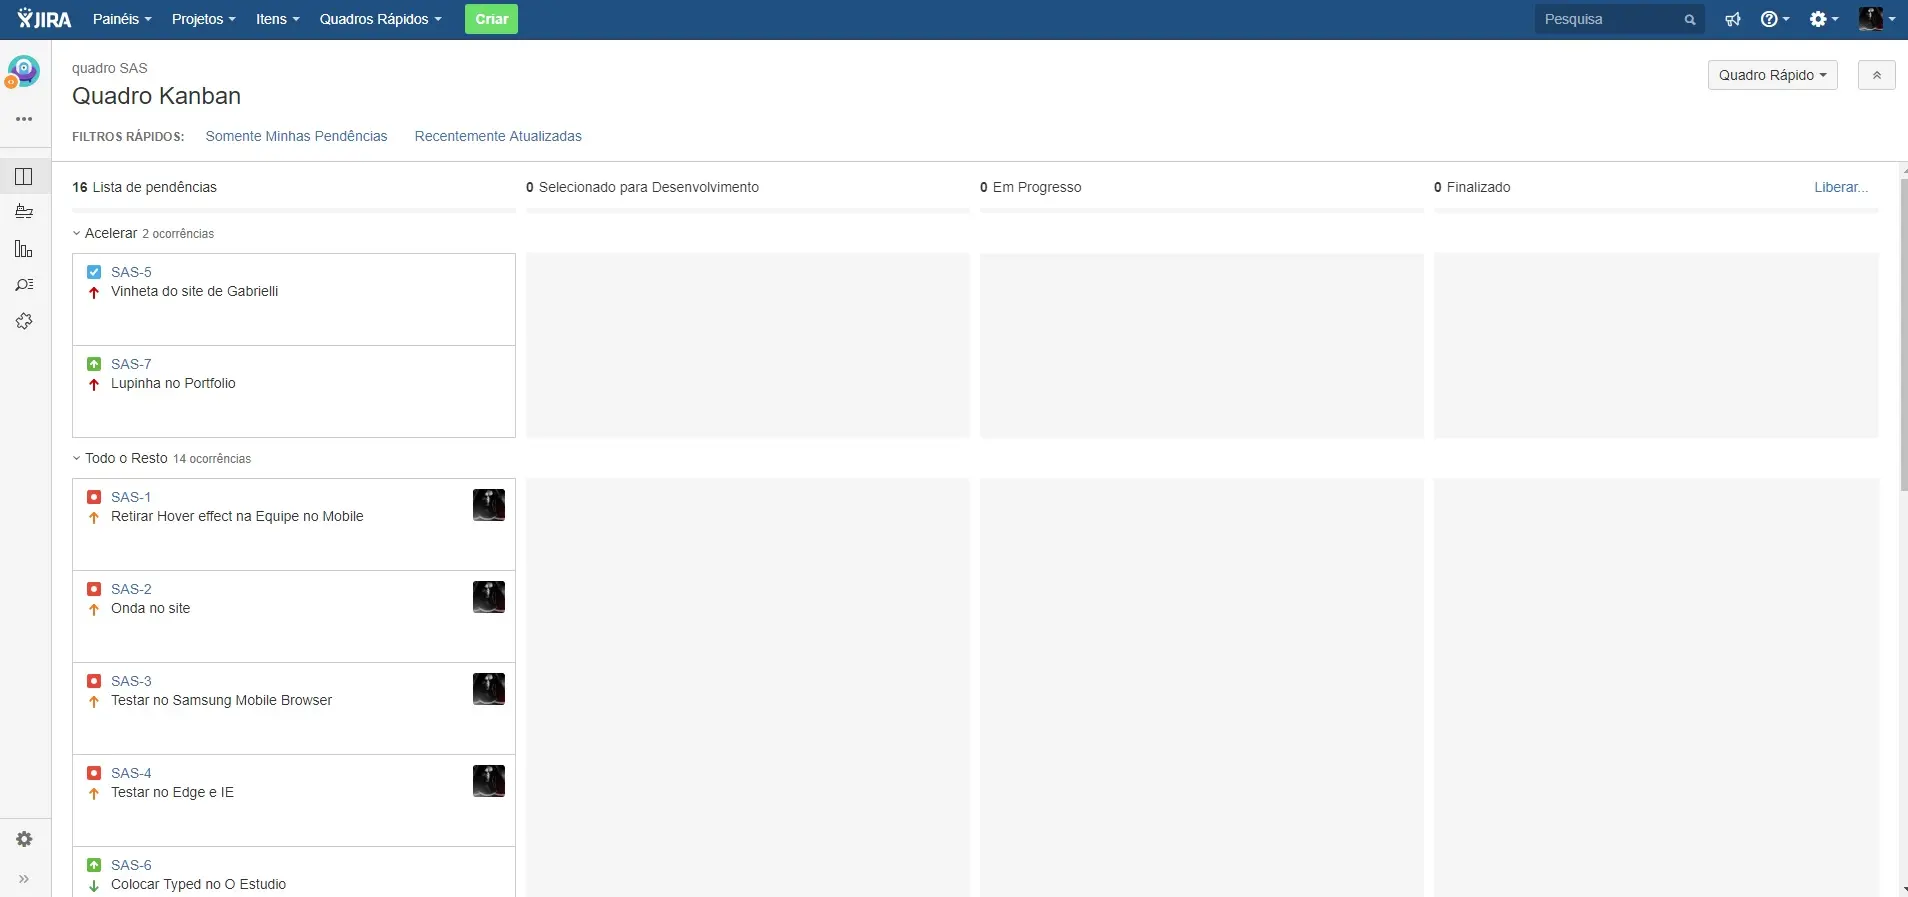 JIRA Painéis Projetos Itens Quadros Rápidos Criar Pesquisa
quadro SAS
Quadro Kanban
Quadro Rápido
FILTROS RÁPIDOS: Somente Minhas Pendências Recentemente Atualizadas
16 Lista de pendências 0 Selecionado para Desenvolvimento 0 Em Progresso 0 Finalizado Liberar...
Acelerar 2 ocorrências
SAS-5
Vinheta do site de Gabrielli
SAS-7
Lupinha no Portfolio
Todo o Resto 14 ocorrências
SAS-1
Retirar Hover effect na Equipe no Mobile
SAS-2
Onda no site
SAS-3
Testar no Samsung Mobile Browser
SAS-4
Testar no Edge e IE
SAS-6
Colocar Typed no O Estudio